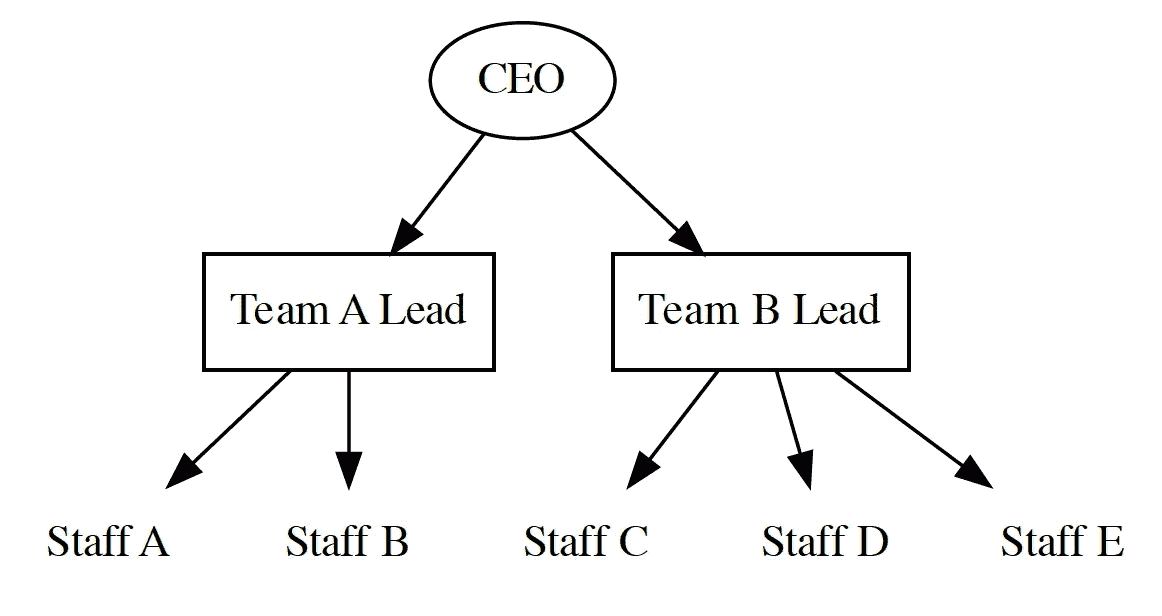 CEO
Team A Lead
Team B Lead
Staff A
Staff B
Staff C
Staff D
Staff E